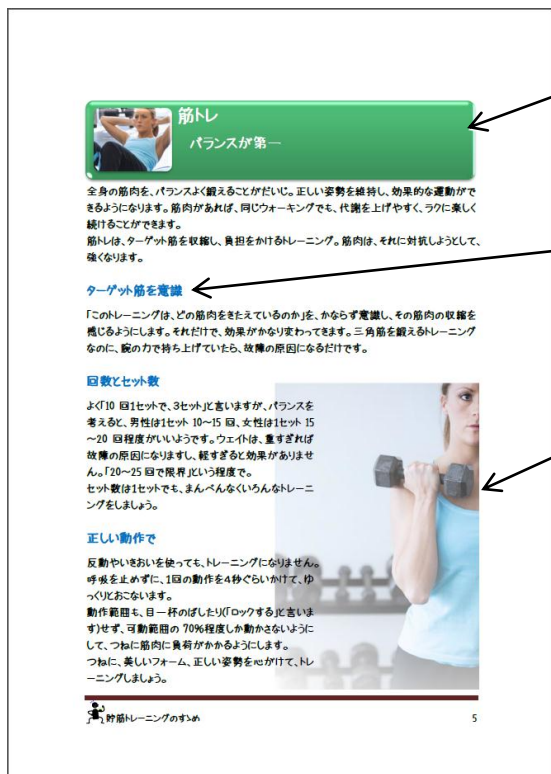 筋トレ
バランスが第一
全身の筋肉を、バランスよく鍛えることがだいじ。正しい姿勢を維持し、効果的な運動がで
きるようになります。筋肉があれば、同じウォーキングでも、代謝を上げやすく、ラクに楽しく
続けることができます。
筋トレは、ターゲット筋を収縮し、負担をかけるトレーニング。筋肉は、それに対抗しようとして、
強くなります。
ターゲット筋を意識
「このトレーニングは、どの筋肉をきたえているのか」を、かならず意識し、その筋肉の収縮を
感じるようにします。それだけで、効果がかなり変わってきます。三角筋を鍛えるトレーニング
なのに、腕の力で持ち上げていたら、故障の原因になるだけです。
回数とセット数
よく「10 回1セットで、3セット」と言いますが、バランスを
考えると、男性は1セット 10～15 回、女性は1セット 15
～20 回程度がいいようです。ウェイトは、重すぎれば
故障の原因になりますし、軽すぎると効果がありませ
ん。「20～25 回で限界」という程度で。
セット数は1セットでも、まんべんなくいろんなトレーニ
ングをしましょう。
正しい動作で
反動やいきおいを使っても、トレーニングになりません。
呼吸を止めずに、1回の動作を4秒ぐらいかけて、ゆ
っくりとおこないます。
動作範囲も、目一杯のばしたり(「ロックする」と言いま
す)せず、可動範囲の 70%程度しか動かさないように
して、つねに筋肉に負荷がかかるようにします。
つねに、美しいフォーム、正しい姿勢を心がけて、トレ
ーニングしましょう。
貯筋トレーニングのすゝめ 5